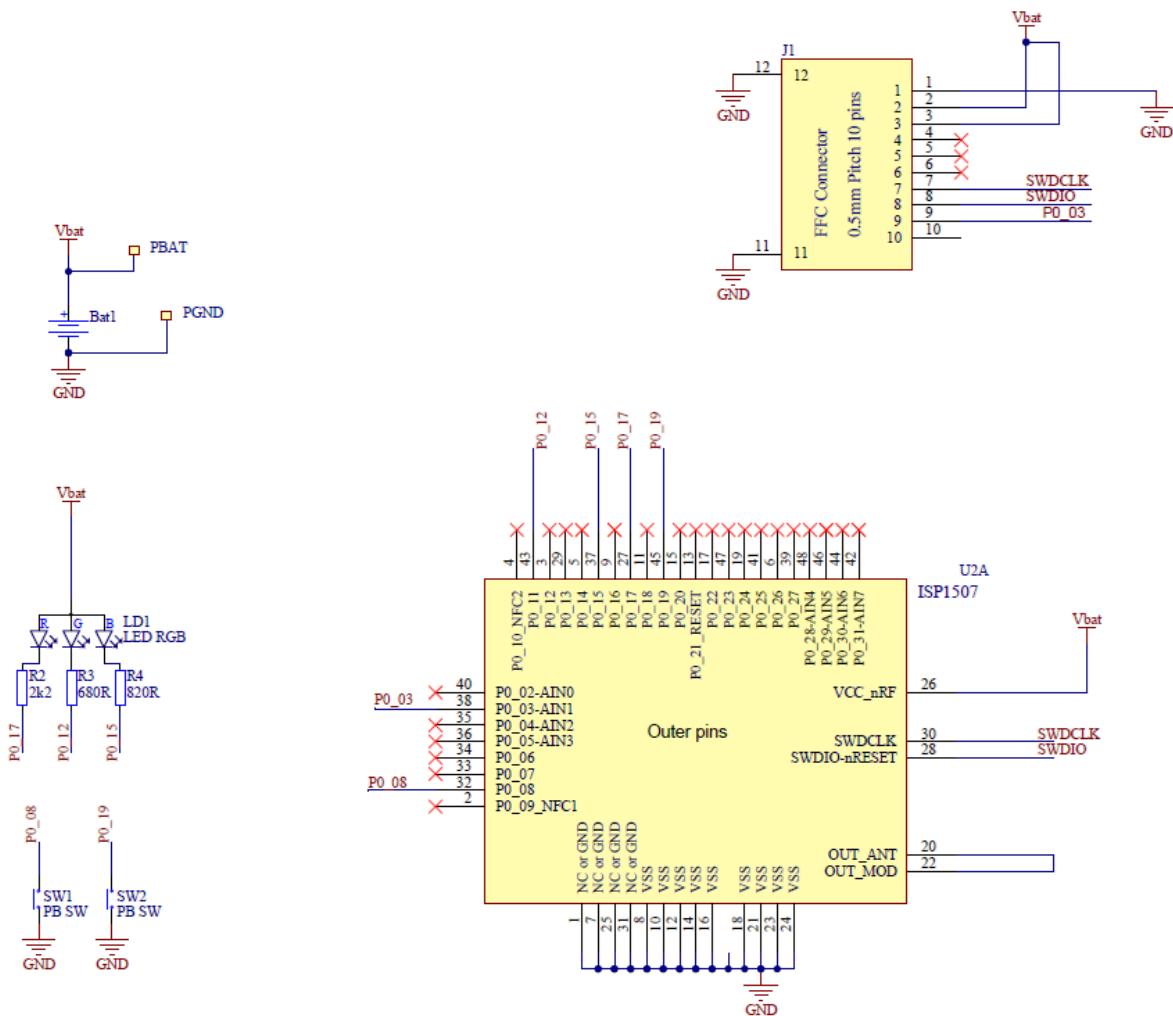 Vbat
J1
12 12
GND
1 1
2 2
3 3
4 4
5 5
6 6
7 7 SWDCLK
8 8 SWDIO
9 9 P0_03
10 10
GND
FFC Connector
0.5mm Pitch 10 pins
11 11
GND
Vbat
PBAT
+
Bat1
PGND
GND
P0_12
P0_15
P0_17
P0_19
4 P0_10_NFC2
43 P0_11
3 P0_12
29 P0_13
5 P0_14
37 P0_15
9 P0_16
27 P0_17
11 P0_18
45 P0_19
15 P0_20
13 P0_21_RESET
17 P0_22
47 P0_23
19 P0_24
41 P0_25
6 P0_26
39 P0_27
48 P0_28-AIN4
46 P0_29-AIN5
44 P0_30-AIN6
42 P0_31-AIN7
U2A
ISP1507
Vbat
40 P0_02-AIN0
P0_03 38 P0_03-AIN1
35 P0_04-AIN2
36 P0_05-AIN3
34 P0_06
33 P0_07
P0_08 32 P0_08
2 P0_09_NFC1
Outer pins
VCC_nRF 26
SWDCLK 30 SWDCLK
SWDIO-nRESET 28 SWDIO
OUT_ANT 20
OUT_MOD 22
NC or GND 1
NC or GND 7
NC or GND 25
NC or GND 31
VSS 8
VSS 10
VSS 12
VSS 14
VSS 16
VSS 18
VSS 21
VSS 23
VSS 24
GND
Vbat
R G B
LD1
LED RGB
R2
2k2
R3
680R
R4
820R
P0_17
P0_12
P0_15
P0_08
P0_19
SW1
PB SW
SW2
PB SW
GND
GND